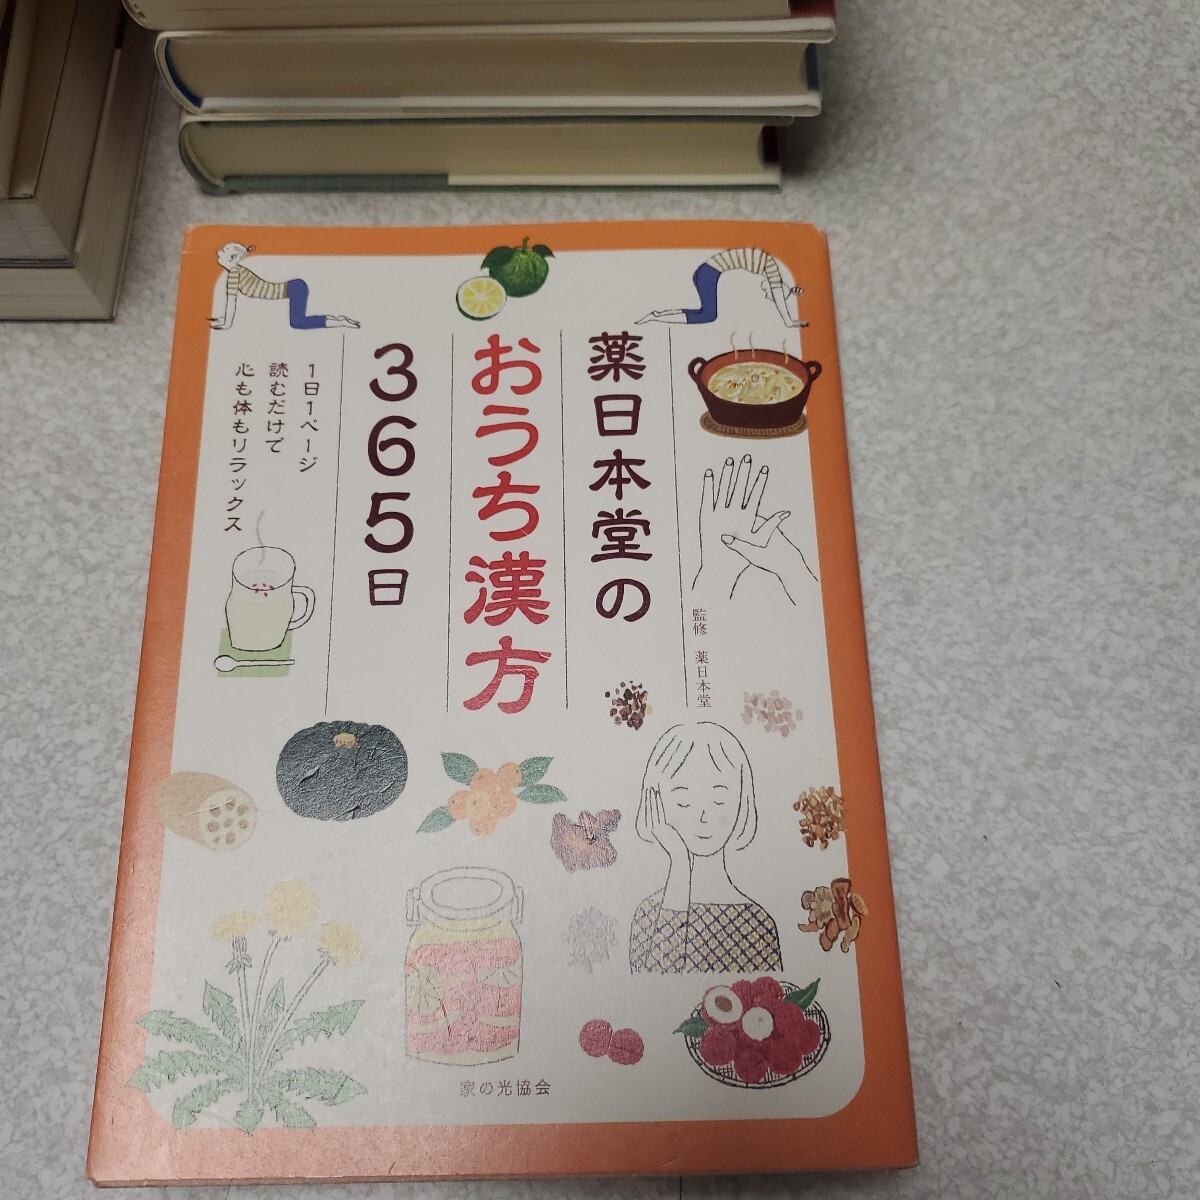 監修 薬日本堂
薬日本堂の
おうち漢方
365日
1日1ページ
読むだけで
心も体もリラックス
家の光協会